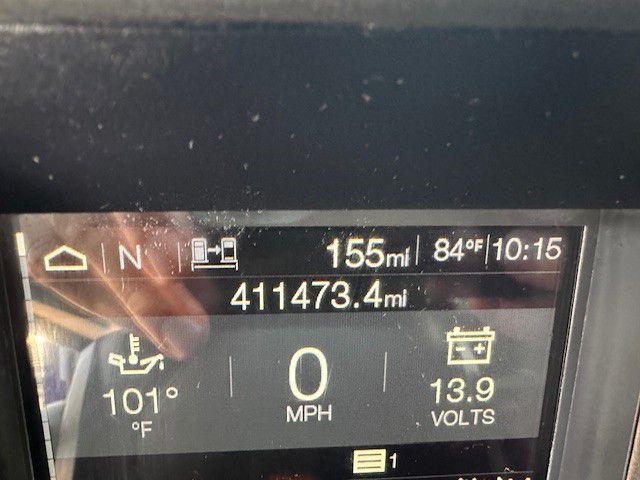 N 155mi 84°F 10:15
411473.4mi
101° 0 13.9
°F MPH VOLTS
1